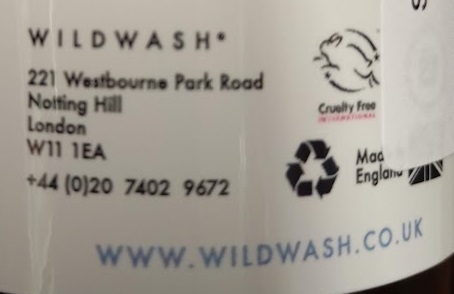 WILDWASH®
221 Westbourne Park Road
Notting Hill
London
W11 1EA
+44 (0)20 7402 9672
Cruelty Free
INTERNATIONAL
England
WWW.WILDWASH.CO.UK